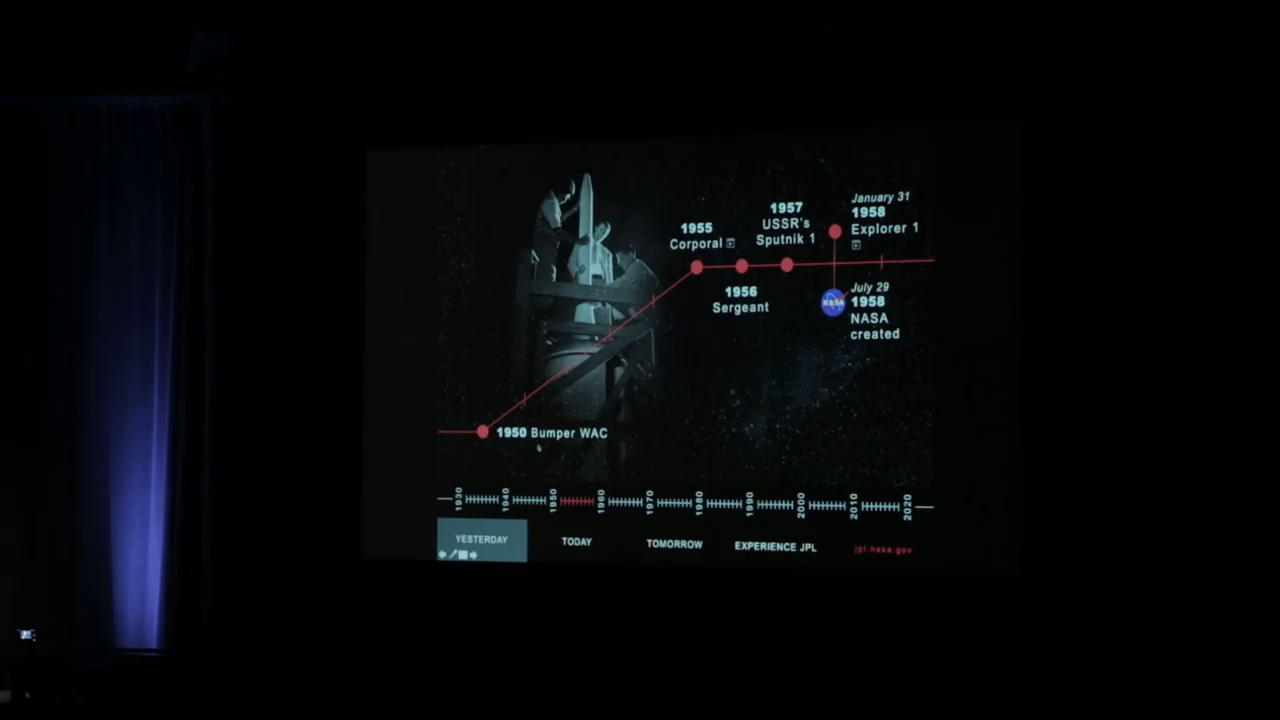 January 31
1958
Explorer 1
1957
USSR's
Sputnik 1
1955
Corporal
1956
Sergeant
NASA
July 29
1958
NASA
created
1950 Bumper WAC
1930 1940 1950 1960 1970 1980 1990 2000 2010 2020
YESTERDAY TODAY TOMORROW EXPERIENCE JPL jpl.nasa.gov